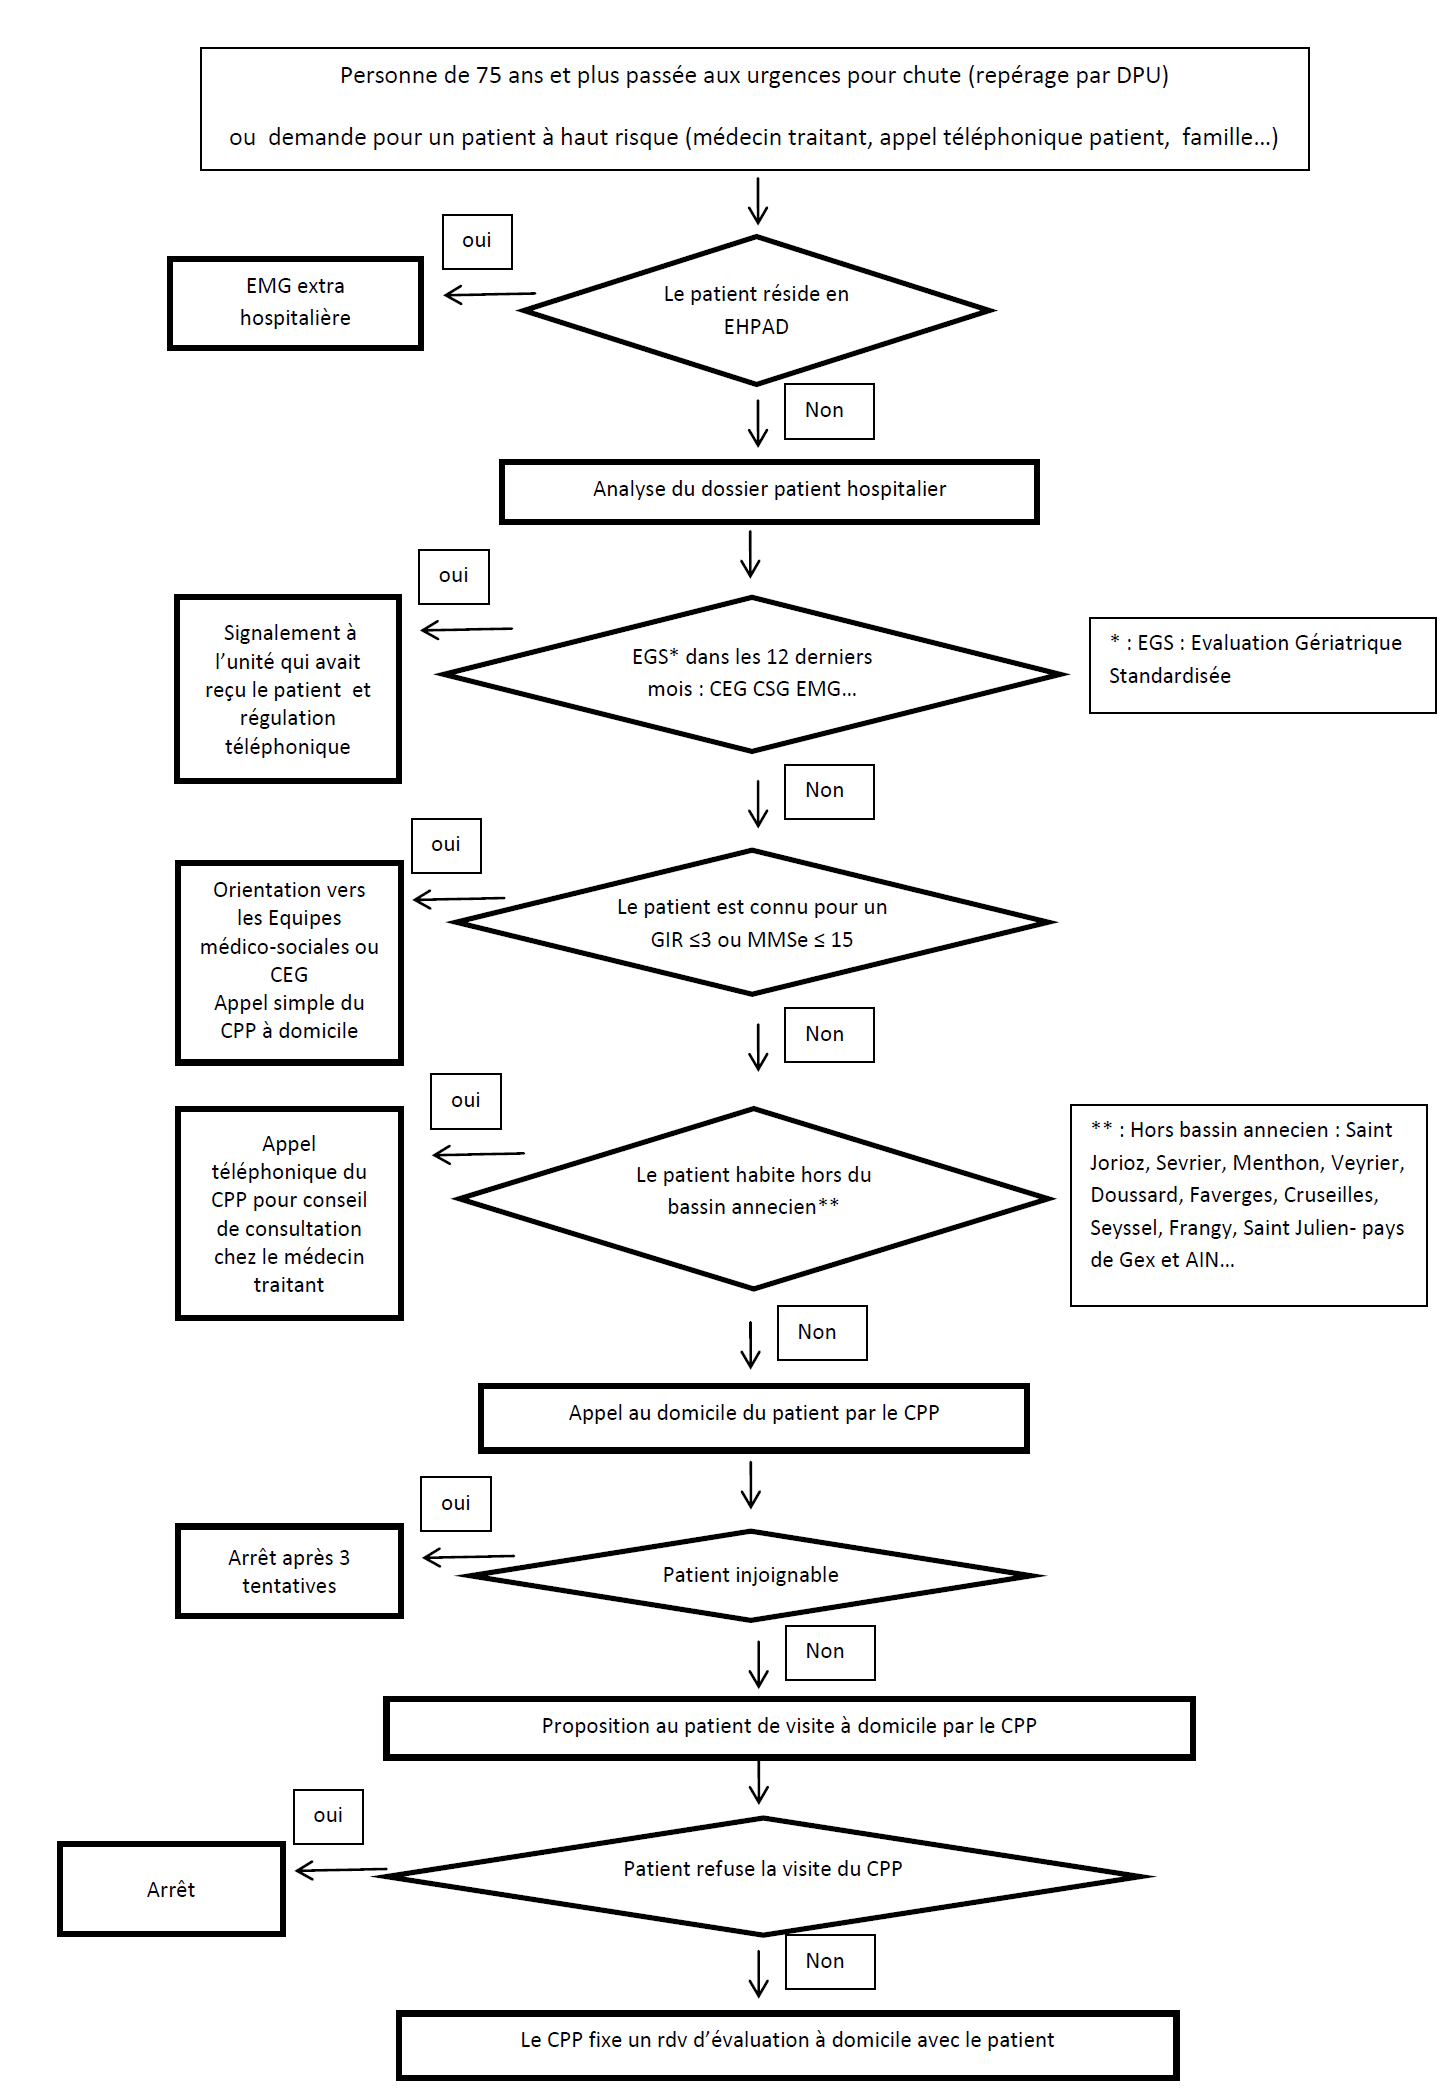 Personne de 75 ans et plus passée aux urgences pour chute (repérage par DPU)
ou  demande pour un patient à haut risque (médecin traitant, appel téléphonique patient,  famille…)
oui
EMG extra
hospitalière
Le patient réside en
EHPAD
Non
Analyse du dossier patient hospitalier
oui
Signalement à
l’unité qui avait
reçu le patient  et
régulation
téléphonique
EGS* dans les 12 derniers
mois : CEG CSG EMG…
* : EGS : Evaluation Gériatrique
Standardisée
Non
oui
Orientation vers
les Equipes
médico-sociales ou
CEG
Appel simple du
CPP à domicile
Le patient est connu pour un
GIR ≤3 ou MMSe ≤ 15
Non
oui
Appel
téléphonique du
CPP pour conseil
de consultation
chez le médecin
traitant
Le patient habite hors du
bassin annecien**
** : Hors bassin annecien : Saint
Jorioz, Sevrier, Menthon, Veyrier,
Doussard, Faverges, Cruseilles,
Seyssel, Frangy, Saint Julien- pays
de Gex et AIN…
Non
Appel au domicile du patient par le CPP
oui
Arrêt après 3
tentatives
Patient injoignable
Non
Proposition au patient de visite à domicile par le CPP
oui
Arrêt
Patient refuse la visite du CPP
Non
Le CPP fixe un rdv d’évaluation à domicile avec le patient